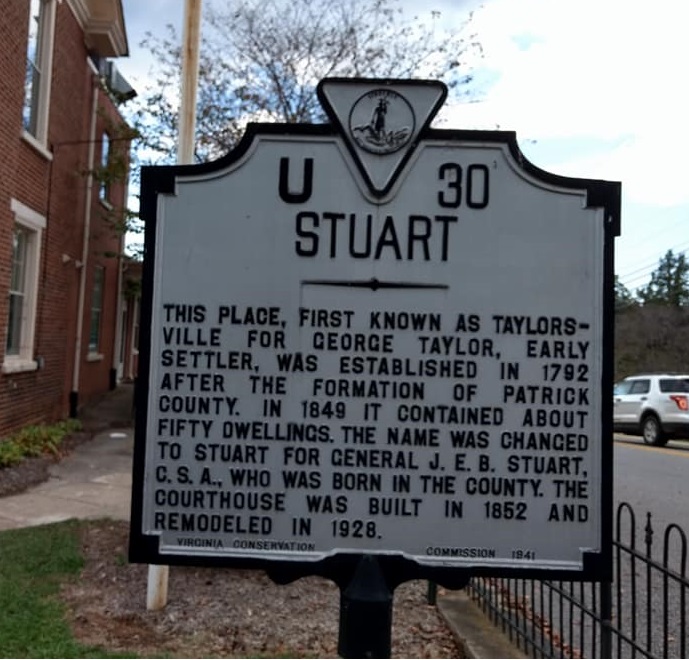 U 30
STUART
THIS PLACE, FIRST KNOWN AS TAYLORS-
VILLE FOR GEORGE TAYLOR, EARLY
SETTLER, WAS ESTABLISHED IN 1792
AFTER THE FORMATION OF PATRICK
COUNTY. IN 1849 IT CONTAINED ABOUT
FIFTY DWELLINGS. THE NAME WAS CHANGED
TO STUART FOR GENERAL J. E. B. STUART,
C. S. A., WHO WAS BORN IN THE COUNTY. THE
COURTHOUSE WAS BUILT IN 1852 AND
REMODELED IN 1928.
VIRGINIA CONSERVATION COMMISSION 1941